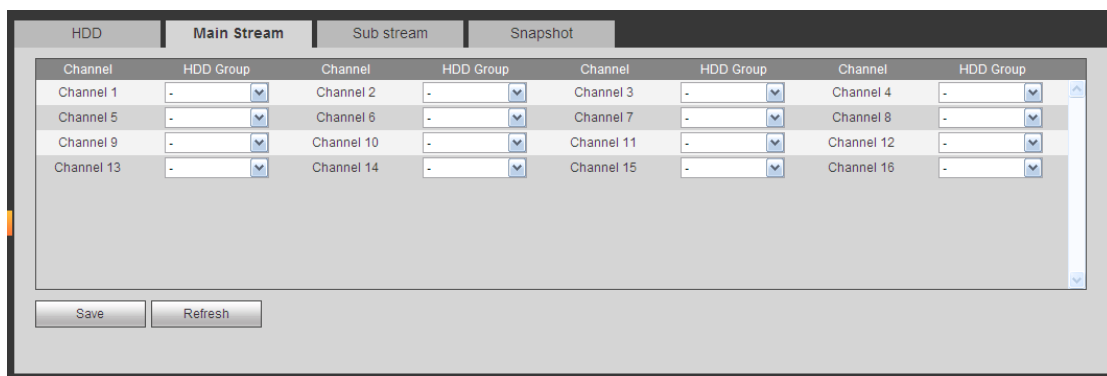 HDD Main Stream Sub stream Snapshot
Channel HDD Group Channel HDD Group Channel HDD Group Channel HDD Group
Channel 1 - Channel 2 - Channel 3 - Channel 4 -
Channel 5 - Channel 6 - Channel 7 - Channel 8 -
Channel 9 - Channel 10 - Channel 11 - Channel 12 -
Channel 13 - Channel 14 - Channel 15 - Channel 16 -
Save Refresh